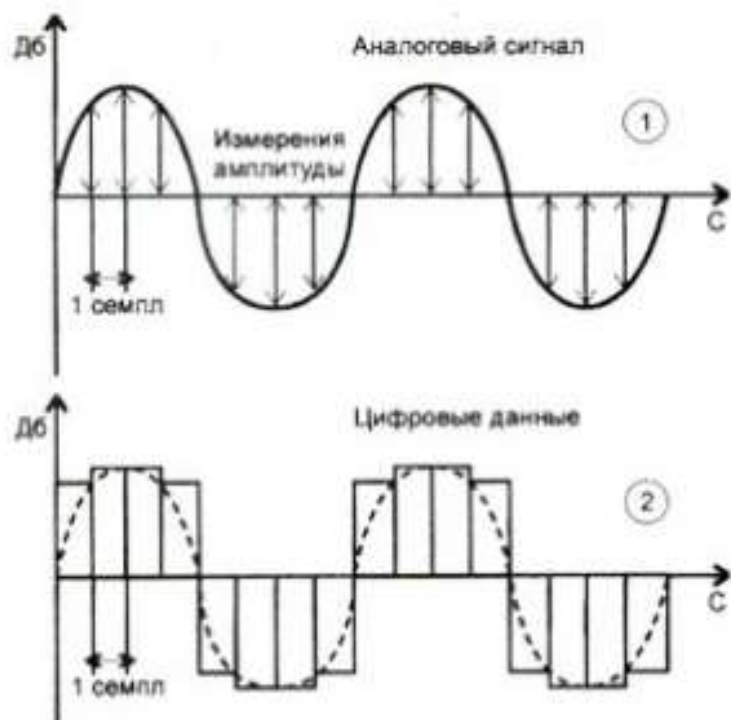 Дб
Аналоговый сигнал
1
Измерения
амплитуды
С
1 семпл
Дб
Цифровые данные
2
С
1 семпл